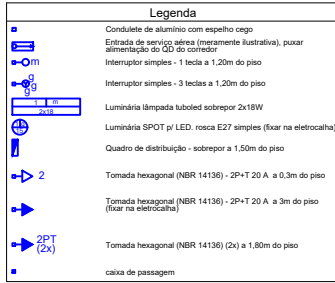 Legenda
Condulete de alumínio com espelho cego
Entrada de serviço aérea (meramente ilustrativa), puxar
alimentação do QD do corredor
m
Interruptor simples - 1 tecla a 1,20m do piso
g
g
g
Interruptor simples - 3 teclas a 1,20m do piso
1 m
2x18
Luminária lâmpada tuboled sobrepor 2x18W
Luminária SPOT p/ LED. rosca E27 simples (fixar na eletrocalha)
Quadro de distribuição - sobrepor a 1,50m do piso
2
Tomada hexagonal (NBR 14136) - 2P+T 20 A a 0,3m do piso
Tomada hexagonal (NBR 14136) - 2P+T 20 A a 3m do piso
(fixar na eletrocalha)
2PT
(2x)
Tomada hexagonal (NBR 14136) (2x) a 1,80m do piso
caixa de passagem